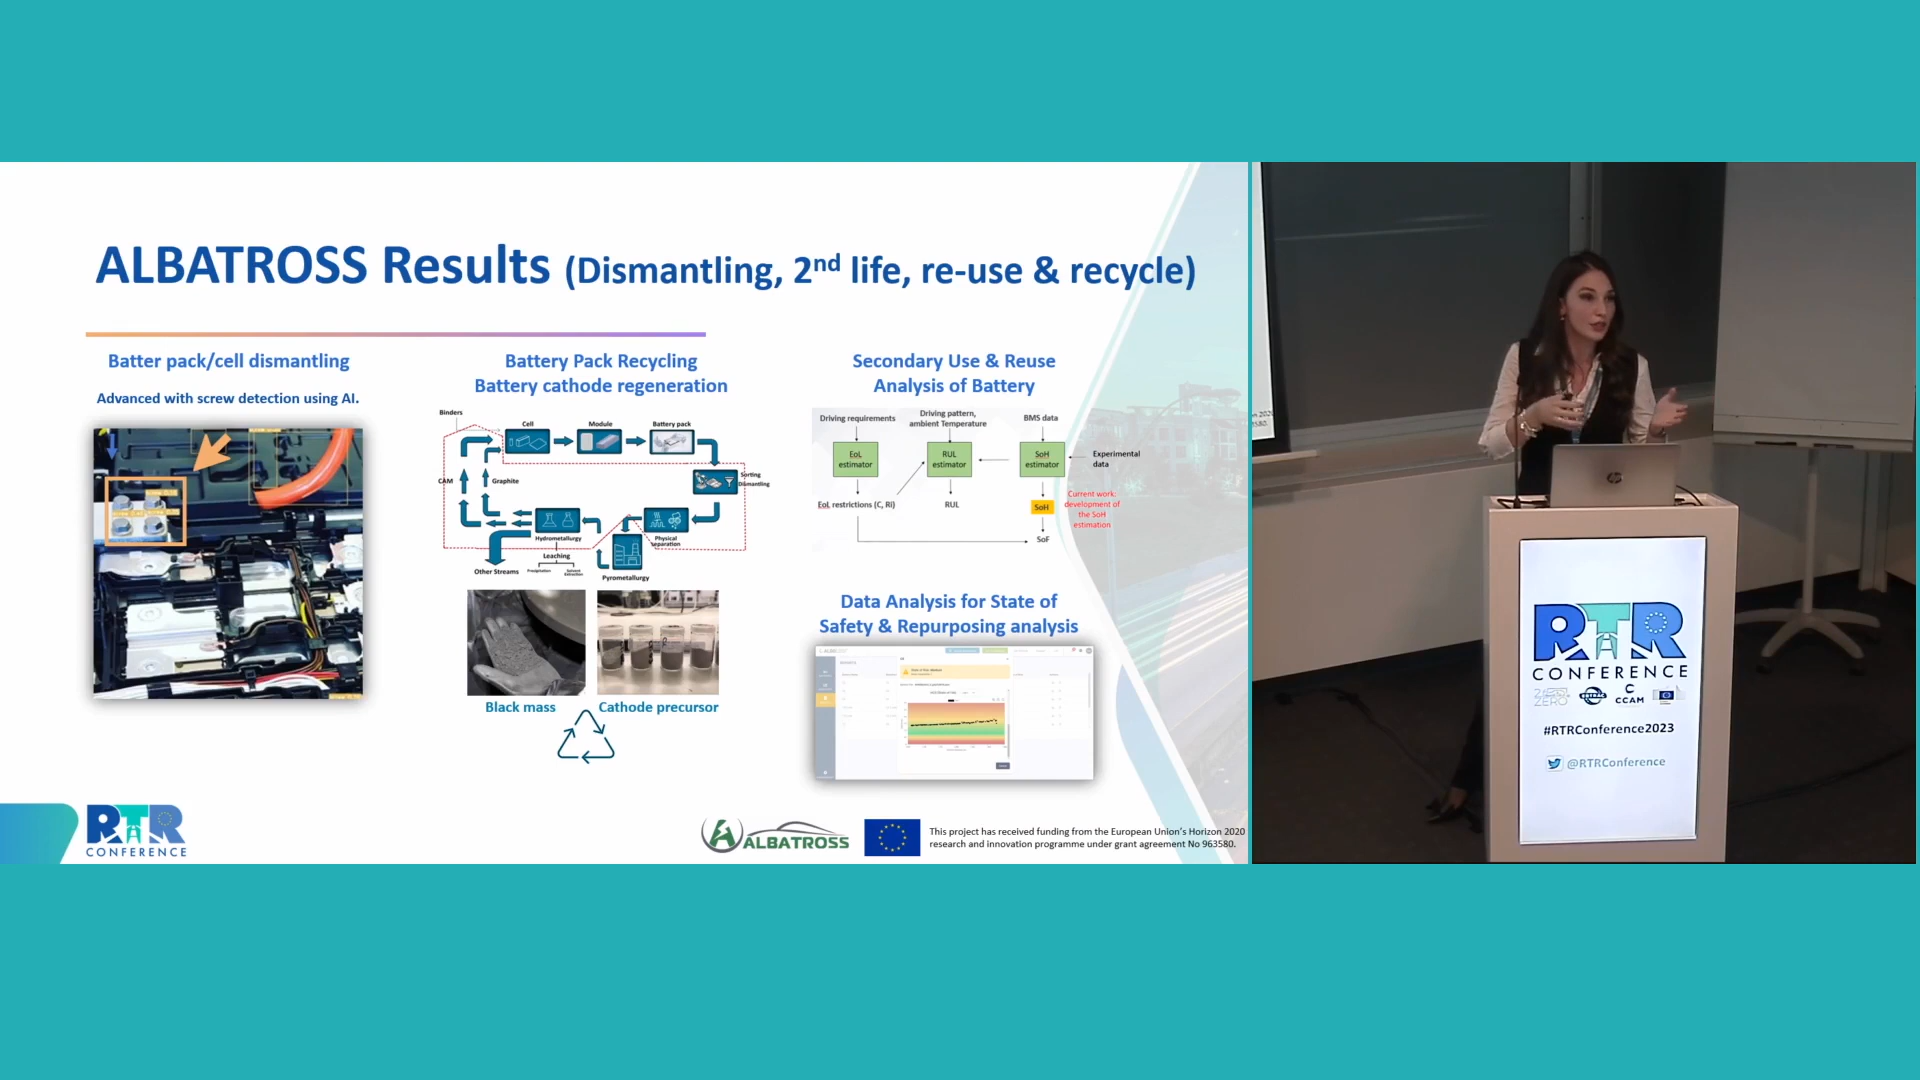 ALBATROSS Results (Dismantling, 2nd life, re-use & recycle)
Batter pack/cell dismantling
Advanced with screw detection using AI.
Battery Pack Recycling
Battery cathode regeneration
Binders
Cell
Module
Battery pack
Sorting
Dismantling
CAM
Graphite
Hydrometallurgy
Physical
separation
Leaching
Precipitation
Solvent
Extraction
Other Streams
Pyrometallurgy
Black mass
Cathode precursor
Secondary Use & Reuse
Analysis of Battery
Driving requirements
Driving pattern,
ambient Temperature
BMS data
EoL
estimator
RUL
estimator
SoH
estimator
Experimental
data
EoL restrictions (C, Ri)
RUL
SoH
Current work:
development of
the SoH
estimation
SoF
Data Analysis for State of
Safety & Repurposing analysis
RTR
CONFERENCE
ALBATROSS
This project has received funding from the European Union's Horizon 2020
research and innovation programme under grant agreement No 963580.
RTR
CONFERENCE
2ZERO
ERTRAC
CCAM
#RTRConference2023
@RTRConference
hp